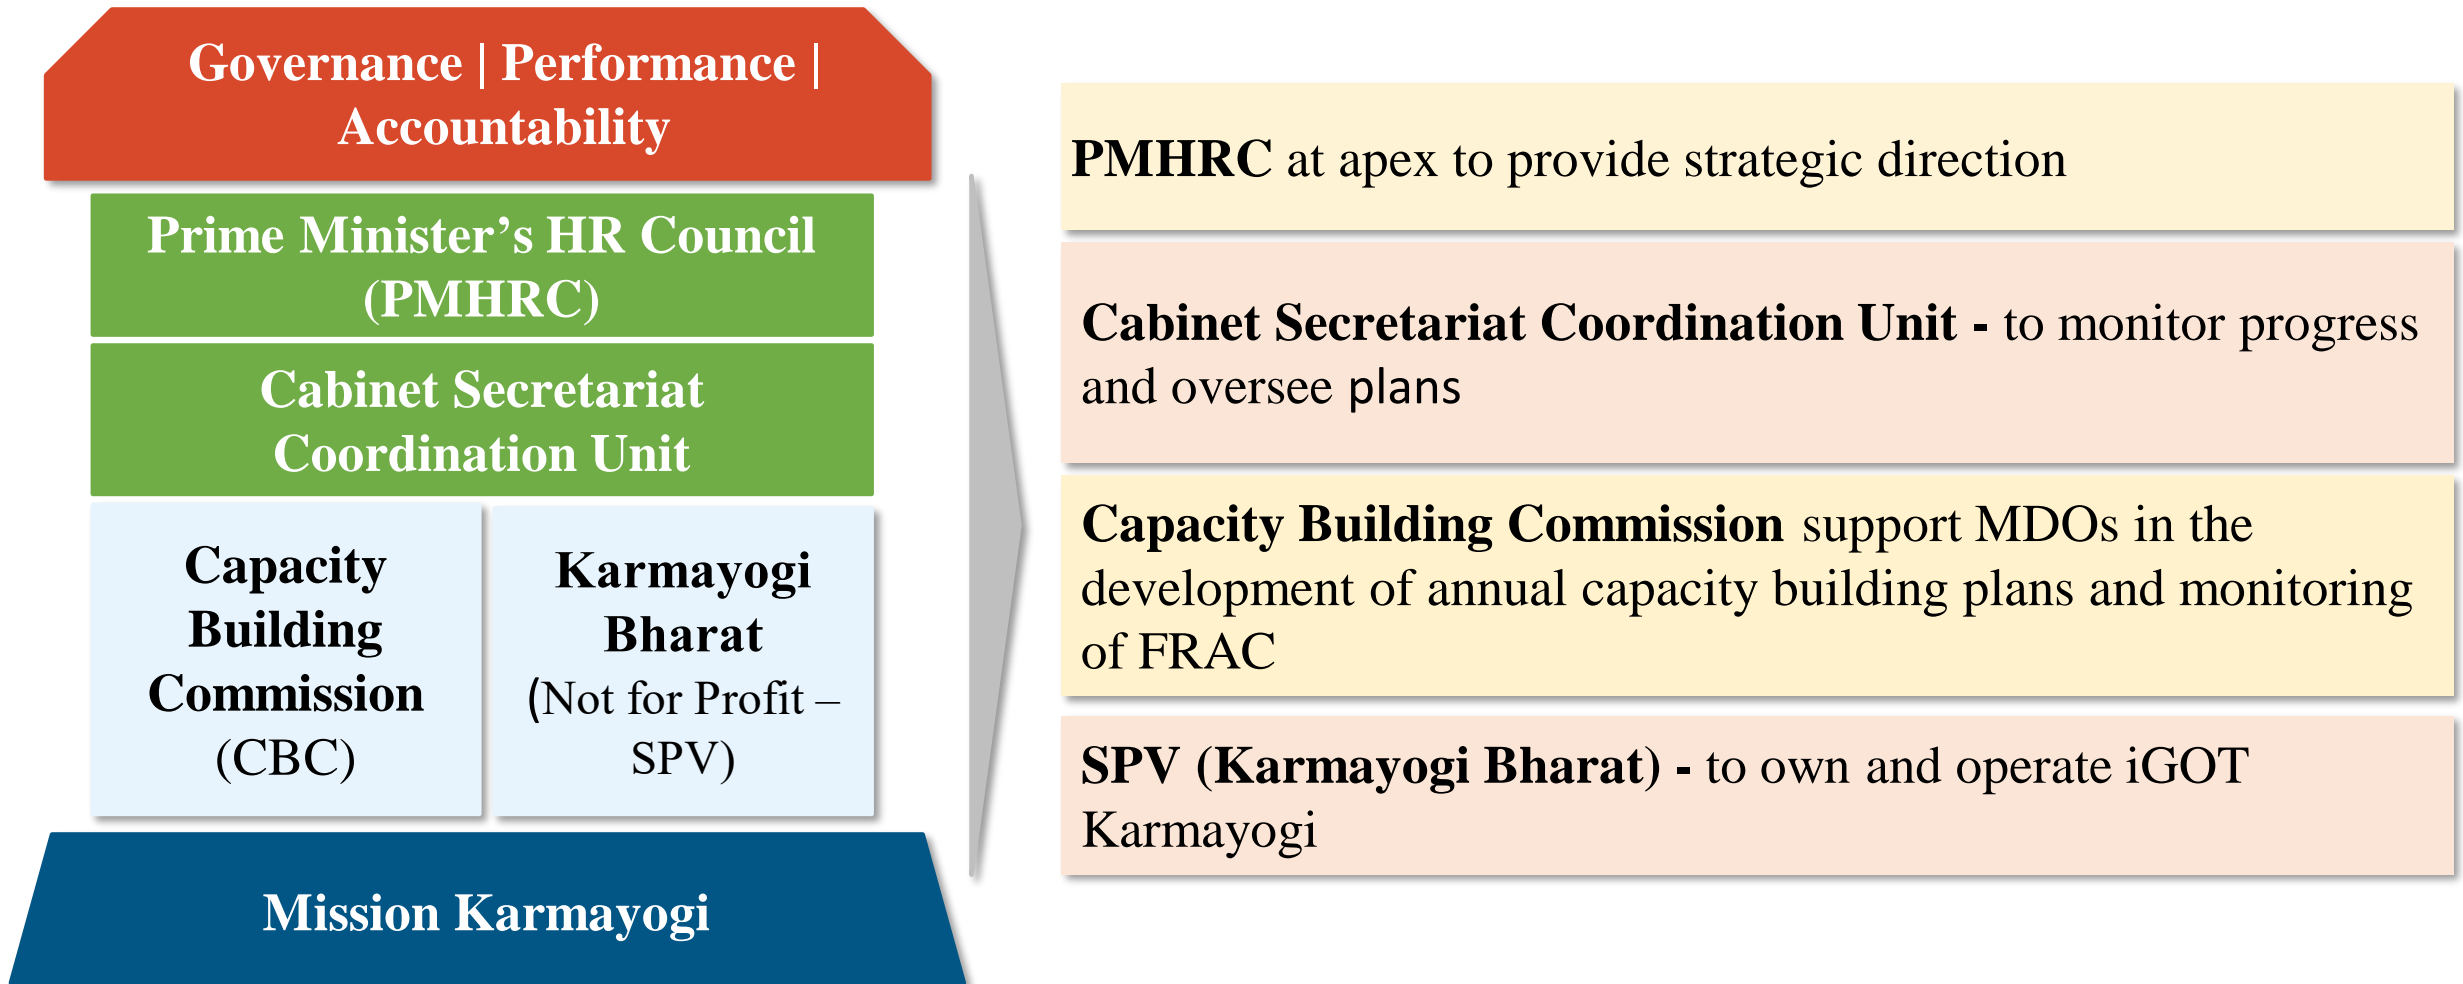 Governance | Performance |
Accountability
Prime Minister’s HR Council
(PMHRC)
Cabinet Secretariat
Coordination Unit
Capacity
Building
Commission
(CBC)
Karmayogi
Bharat
(Not for Profit –
SPV)
Mission Karmayogi
PMHRC at apex to provide strategic direction
Cabinet Secretariat Coordination Unit - to monitor progress
and oversee plans
Capacity Building Commission support MDOs in the
development of annual capacity building plans and monitoring
of FRAC
SPV (Karmayogi Bharat) - to own and operate iGOT
Karmayogi